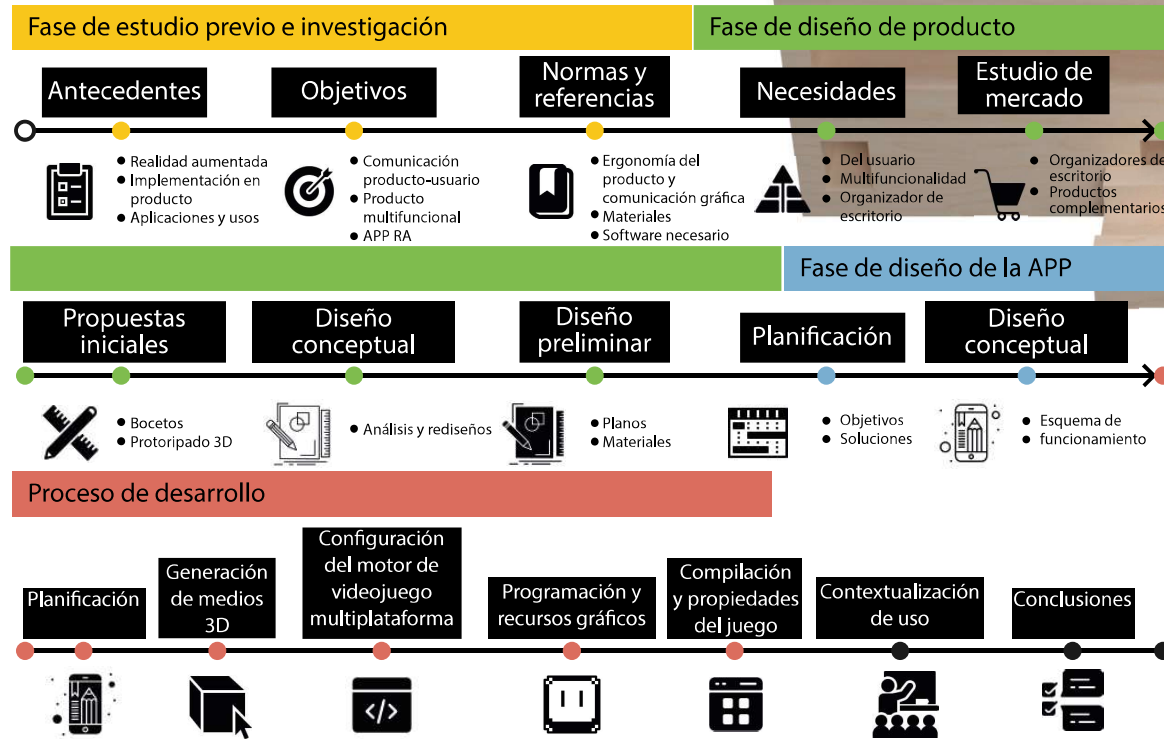 Fase de estudio previo e investigación
Fase de diseño de producto
Antecedentes
Objetivos
Normas y
referencias
Necesidades
Estudio de
mercado
● Realidad aumentada
● Implementación en
producto
● Aplicaciones y usos
● Comunicación
producto-usuario
● Producto
multifuncional
● APP RA
● Ergonomía del
producto y
comunicación gráfica
● Materiales
● Software necesario
● Del usuario
● Multifuncionalidad
● Organizador de
escritorio
● Organizadores de
escritorio
● Productos
complementarios
Fase de diseño de la APP
Propuestas
iniciales
Diseño
conceptual
Diseño
preliminar
Planificación
Diseño
conceptual
● Bocetos
● Protoripado 3D
● Análisis y rediseños
● Planos
● Materiales
● Objetivos
● Soluciones
● Esquema de
● funcionamiento
Proceso de desarrollo
Planificación
Generación
de medios
3D
Configuración
del motor de
videojuego
multiplataforma
Programación y
recursos gráficos
Compilación
y propiedades
del juego
Contextualización
de uso
Conclusiones